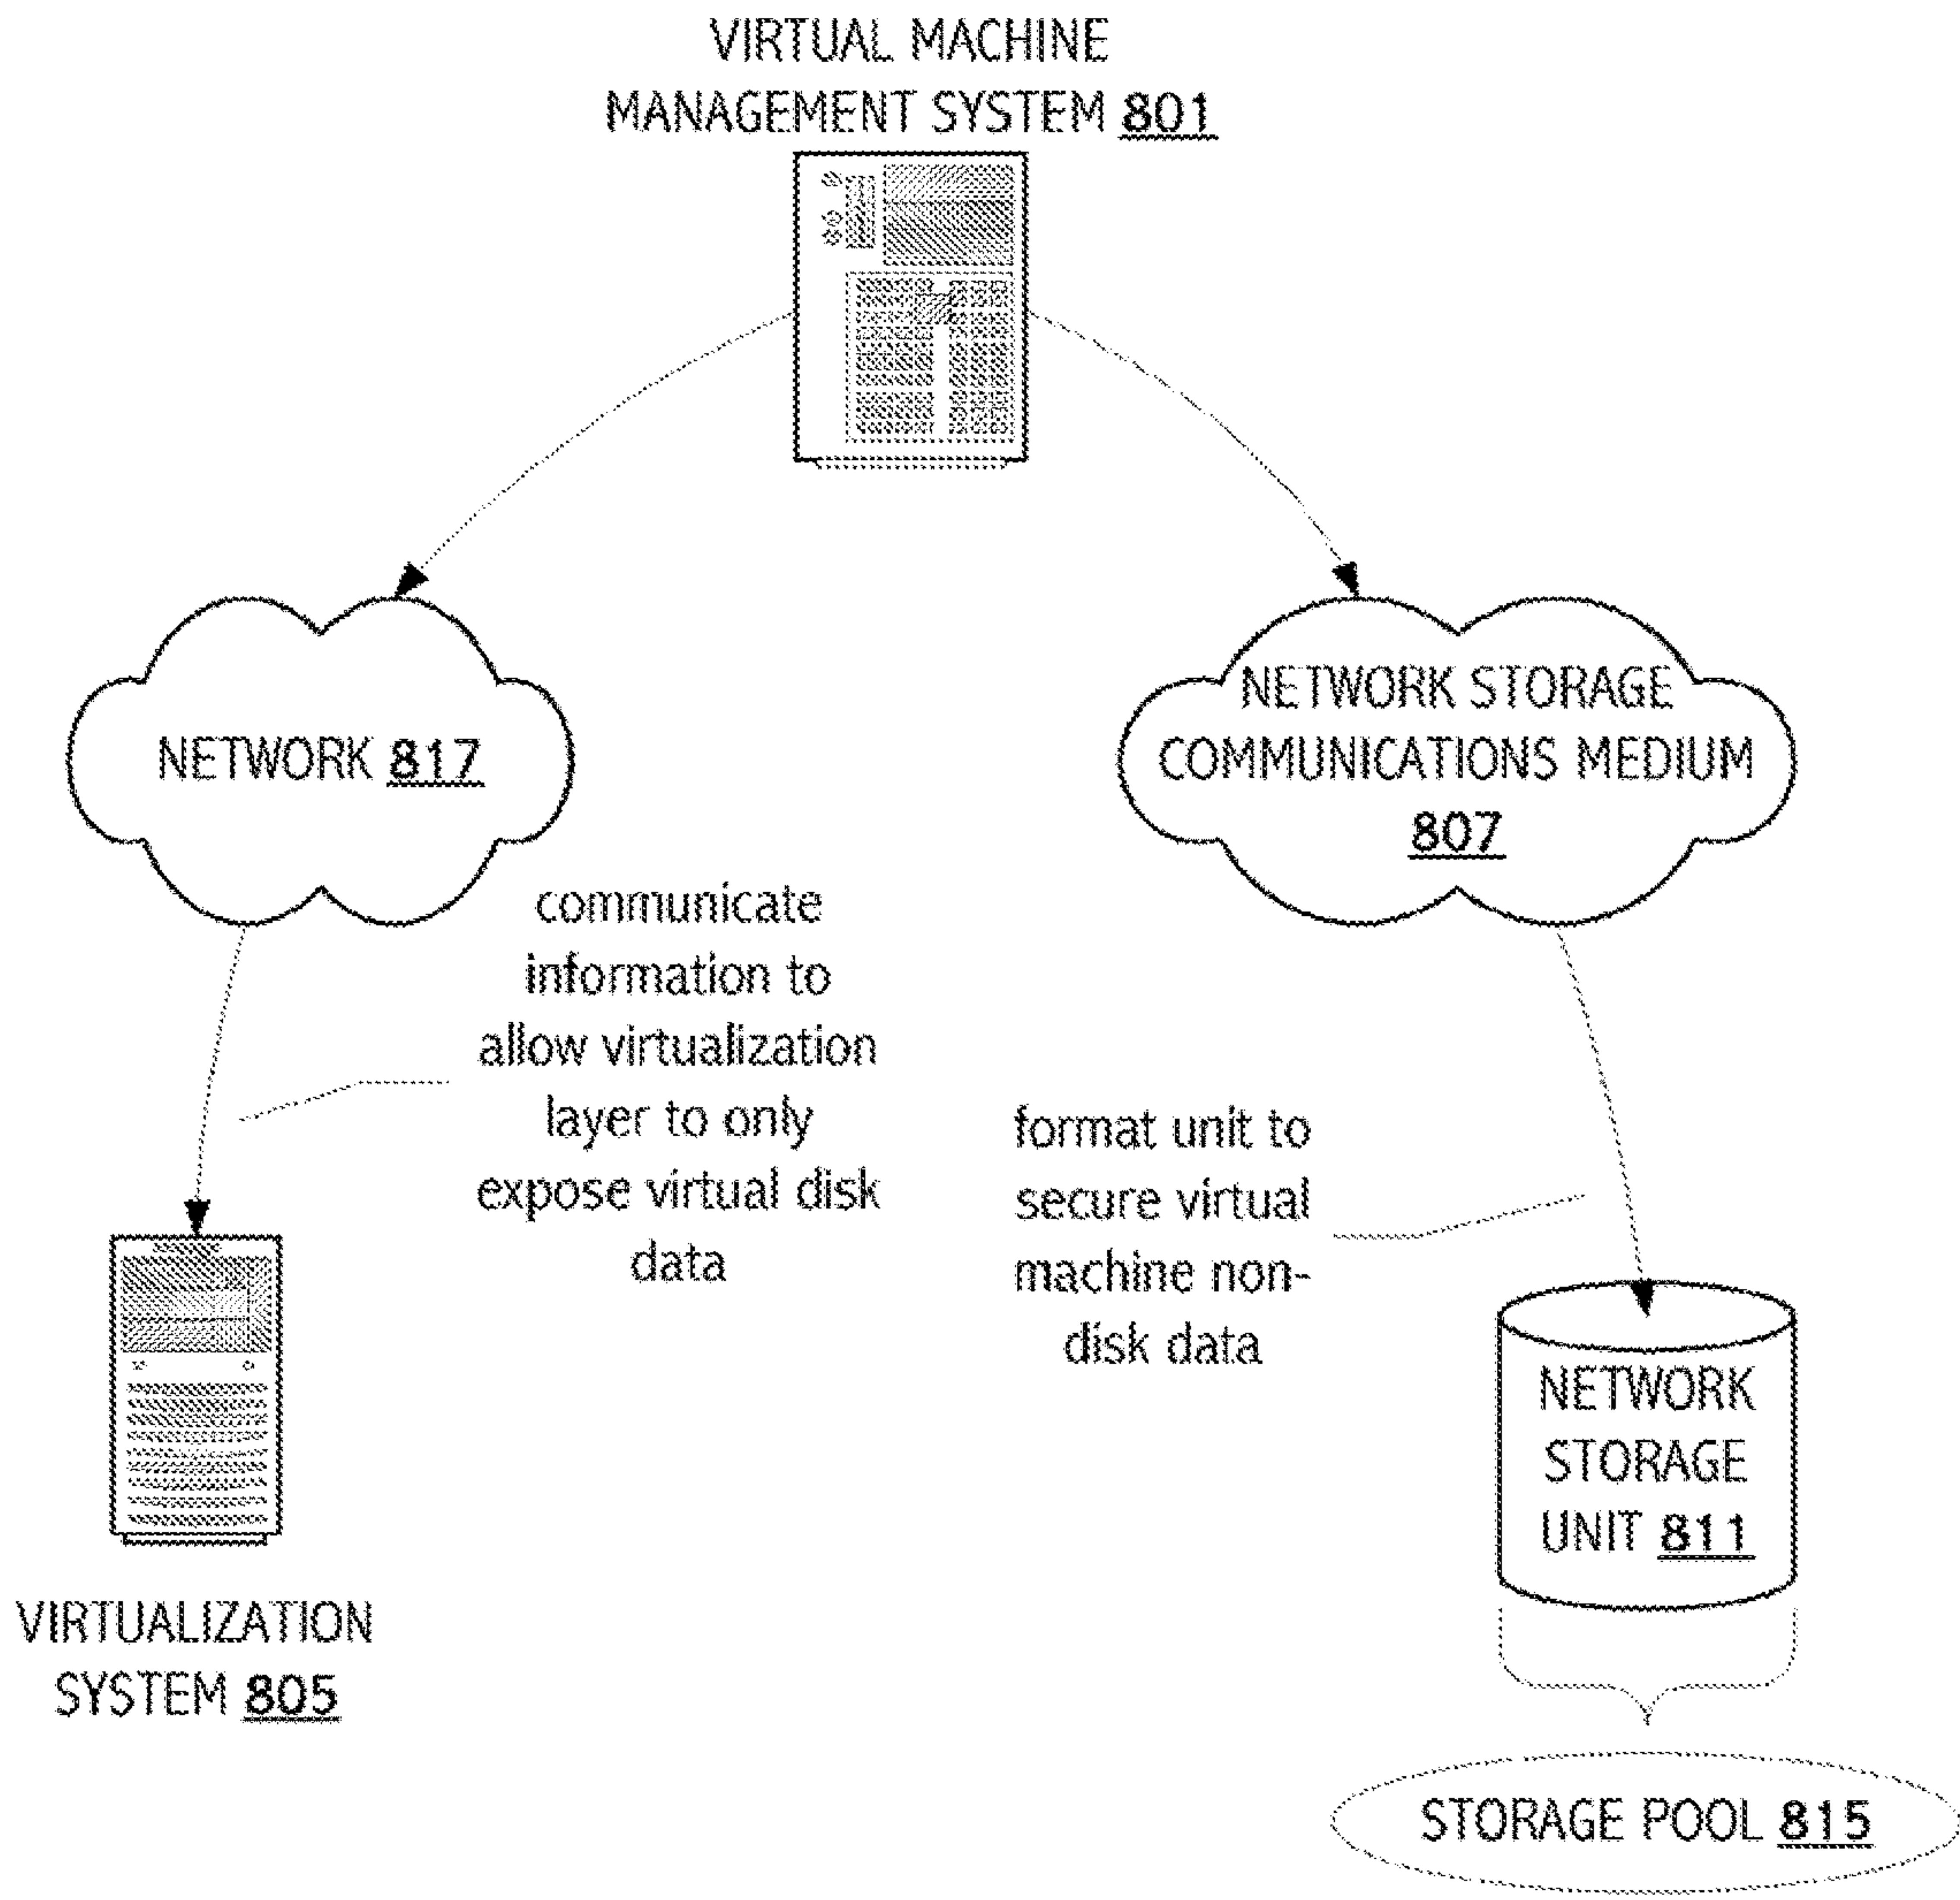 VIRTUAL MACHINE
MANAGEMENT SYSTEM 801
NETWORK 817
NETWORK STORAGE
COMMUNICATIONS MEDIUM
807
communicate
information to
allow virtualization
layer to only
expose virtual disk
data
format unit to
secure virtual
machine non-
disk data
NETWORK
STORAGE
UNIT 811
VIRTUALIZATION
SYSTEM 805
STORAGE POOL 815